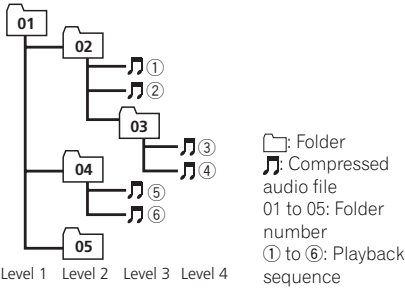 01
02
①
②
03
③
④
04
⑤
⑥
05
Level 1 Level 2 Level 3 Level 4
: Folder
: Compressed
audio file
01 to 05: Folder
number
① to ⑥: Playback
sequence